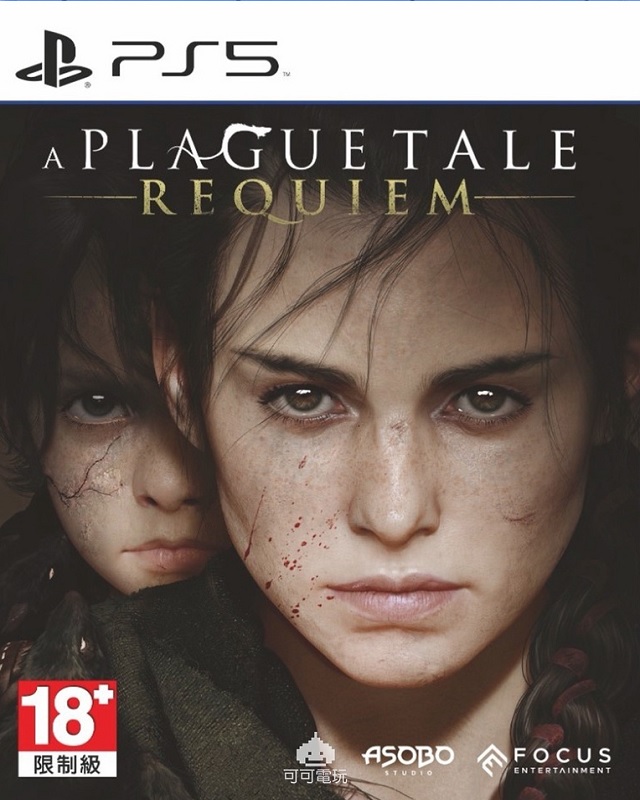 PS5
A PLAGUE TALE
REQUIEM
18+
限制級
可可電玩
ASOBO
STUDIO
FOCUS
ENTERTAINMENT